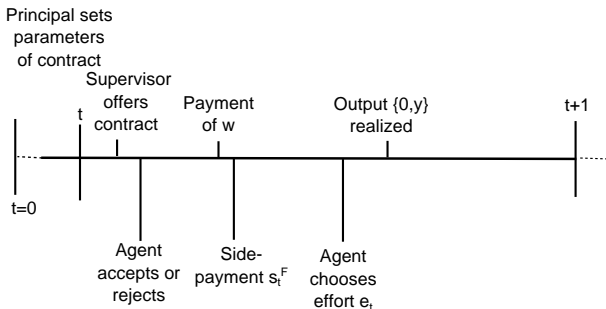 Principal sets
parameters
of contract
t
Supervisor
offers
contract
Payment
of w
Output {0,y}
realized
t+1
t=0
Agent
accepts or
rejects
Side-
payment s_t^F
Agent
chooses
effort e_t